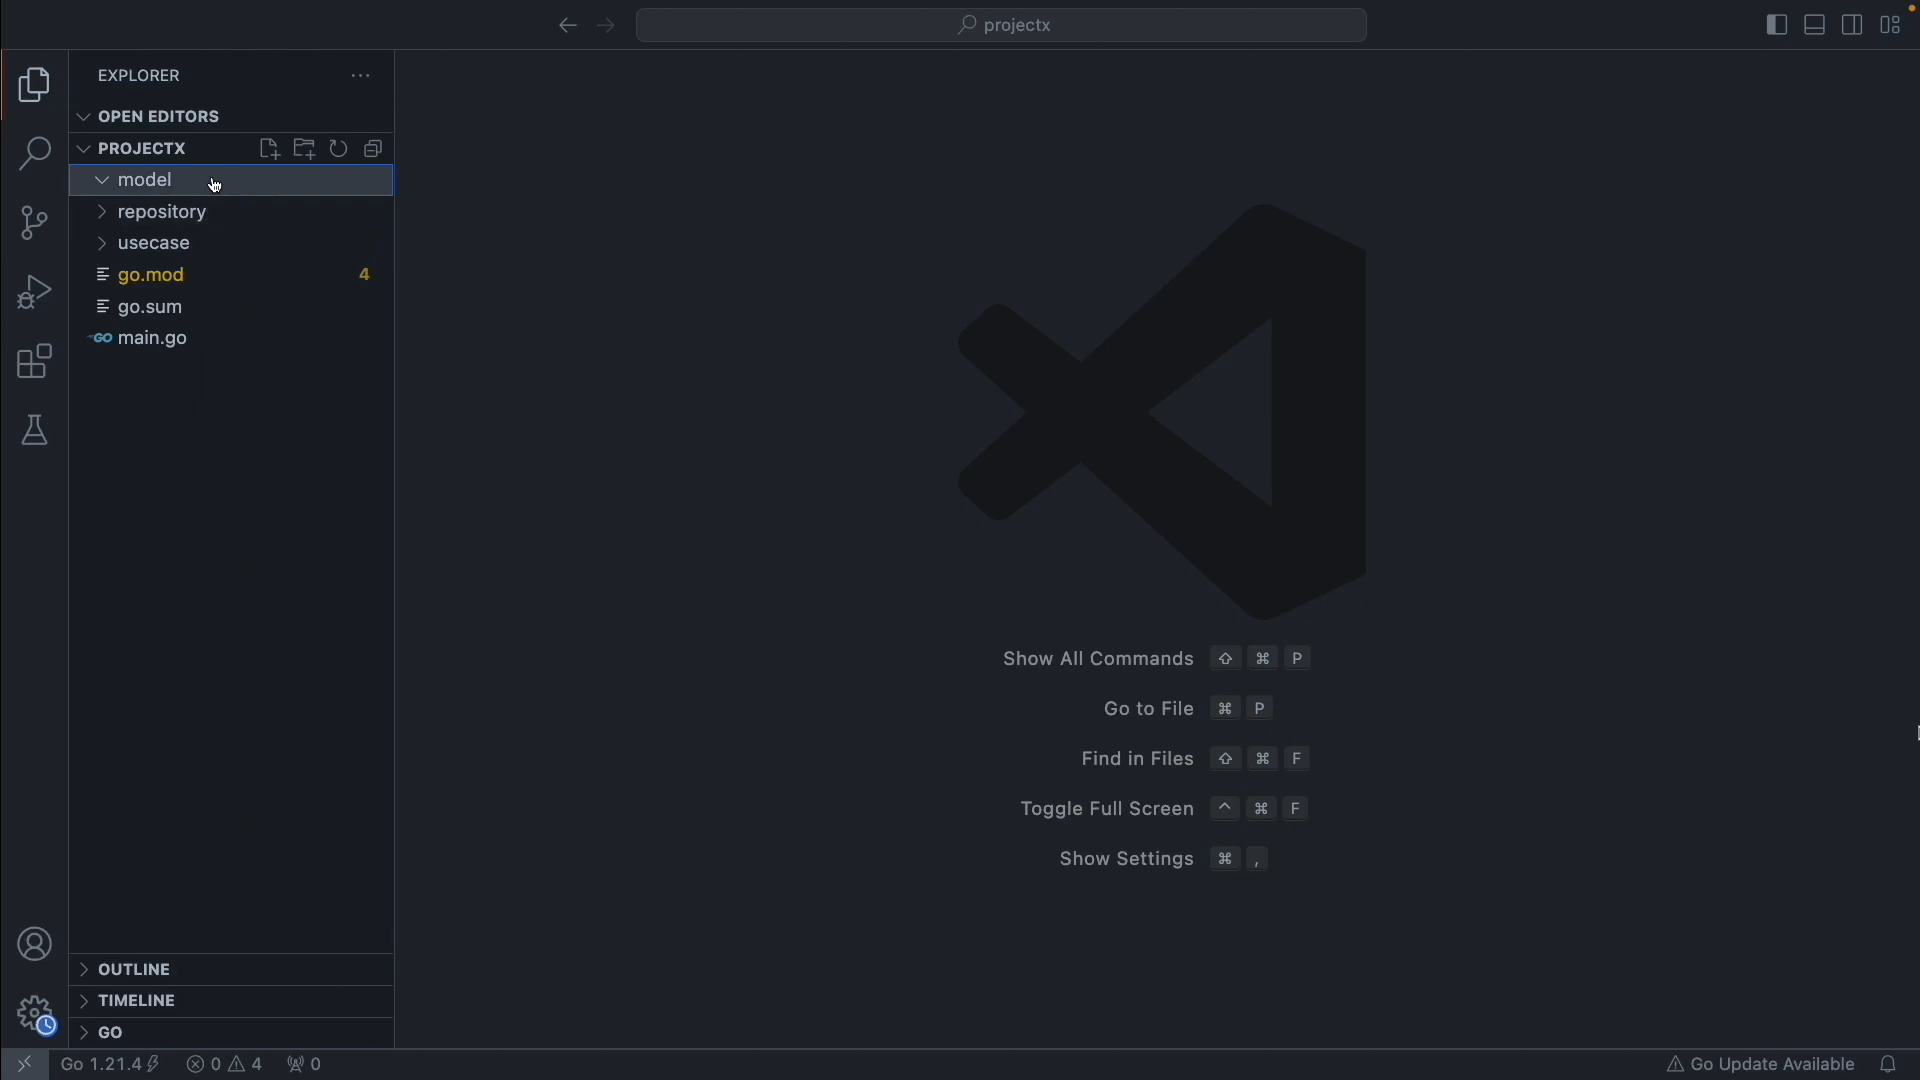 projectx
EXPLORER
OPEN EDITORS
PROJECTX
model
repository
usecase
go.mod 4
go.sum
GO main.go
Show All Commands ⇧ ⌘ P
Go to File ⌘ P
Find in Files ⇧ ⌘ F
Toggle Full Screen ^ ⌘ F
Show Settings ⌘ ,
OUTLINE
TIMELINE
GO
Go 1.21.4 0 4 0 Go Update Available